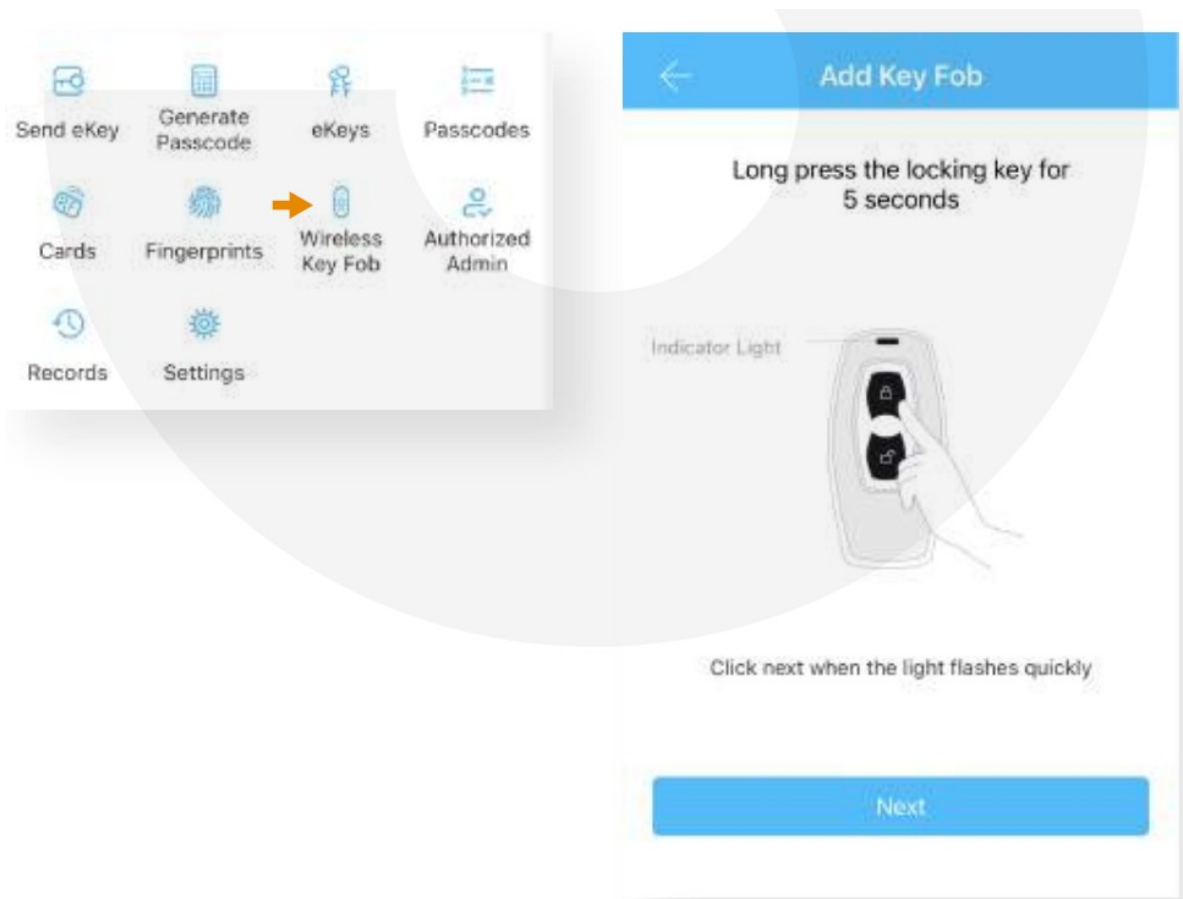 Send eKey
Generate
Passcode
eKeys
Passcodes
Cards
Fingerprints
Wireless
Key Fob
Authorized
Admin
Records
Settings
Add Key Fob
Long press the locking key for
5 seconds
Indicator Light
Click next when the light flashes quickly
Next